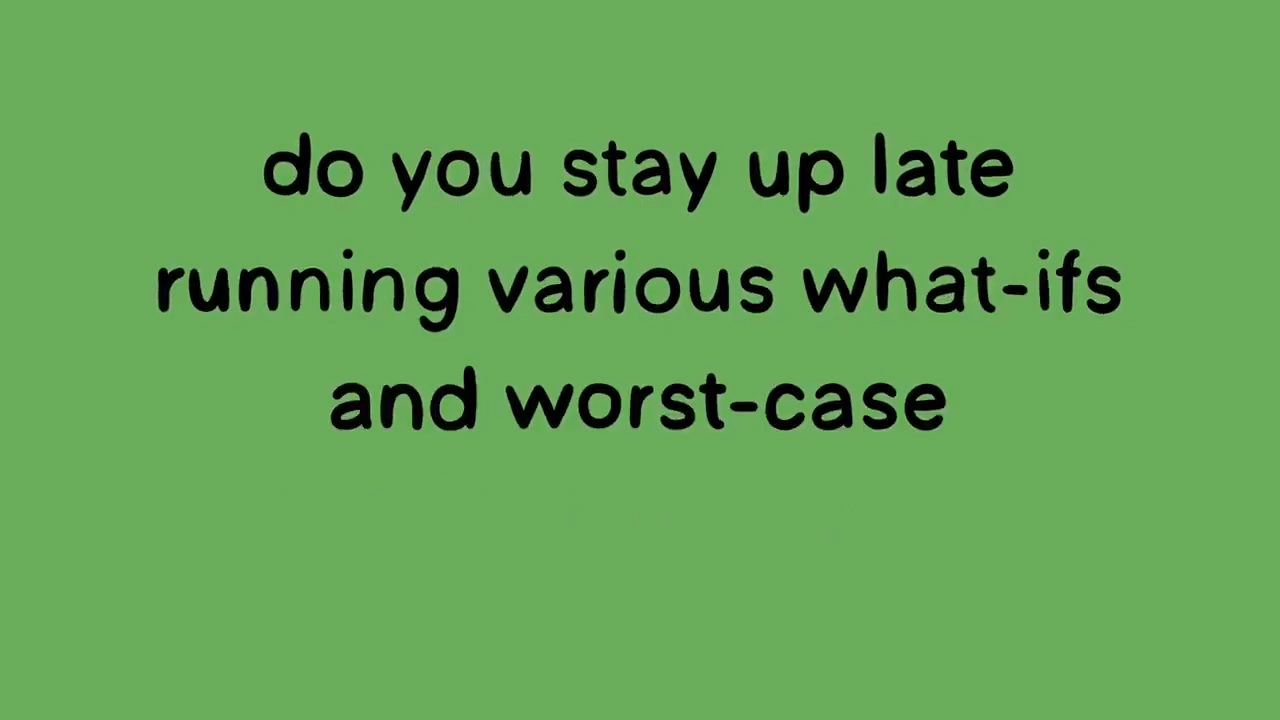 do you stay up late
running various what-ifs
and worst-case